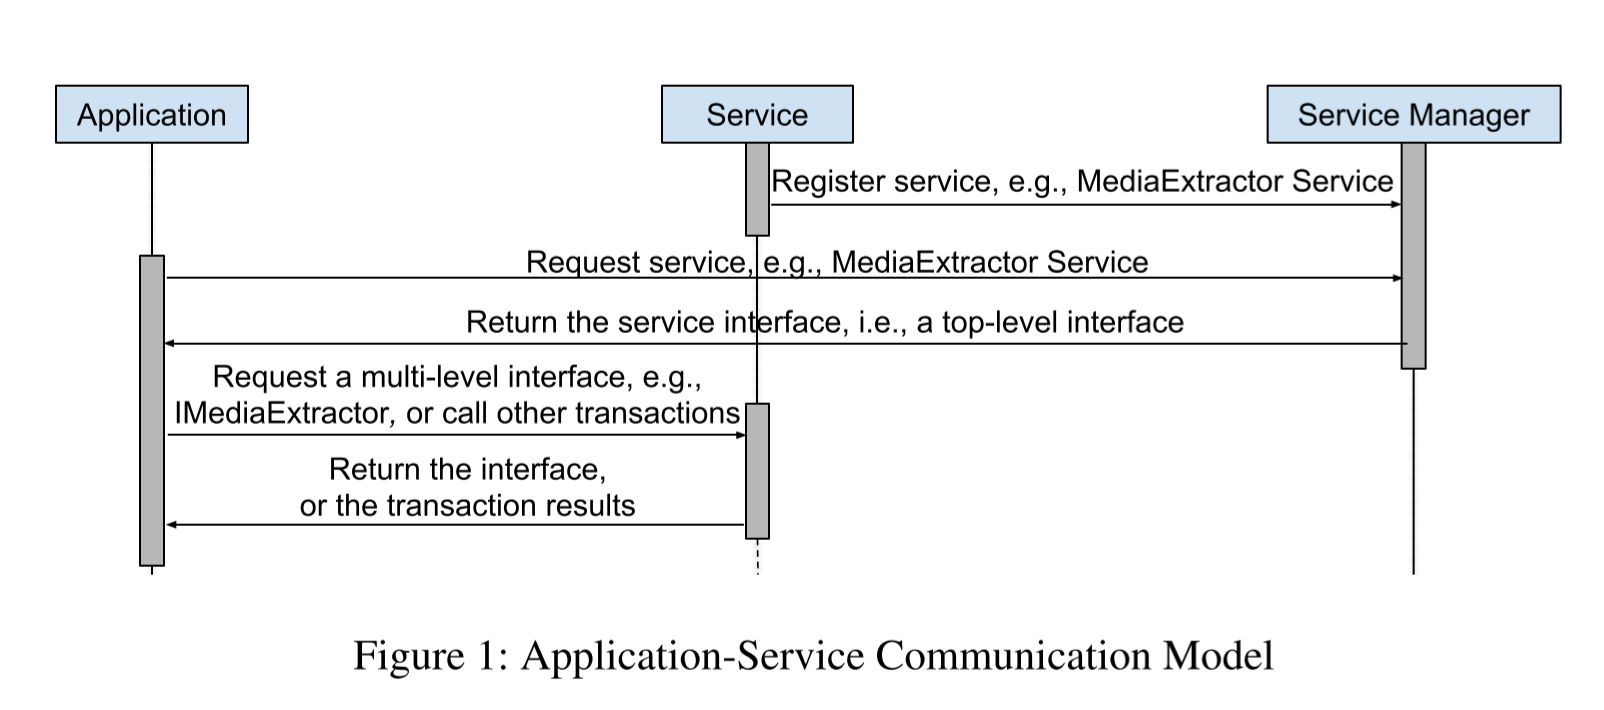 Application
Service
Service Manager
Register service, e.g., MediaExtractor Service
Request service, e.g., MediaExtractor Service
Return the service interface, i.e., a top-level interface
Request a multi-level interface, e.g.,
IMediaExtractor, or call other transactions
Return the interface,
or the transaction results
Figure 1: Application-Service Communication Model